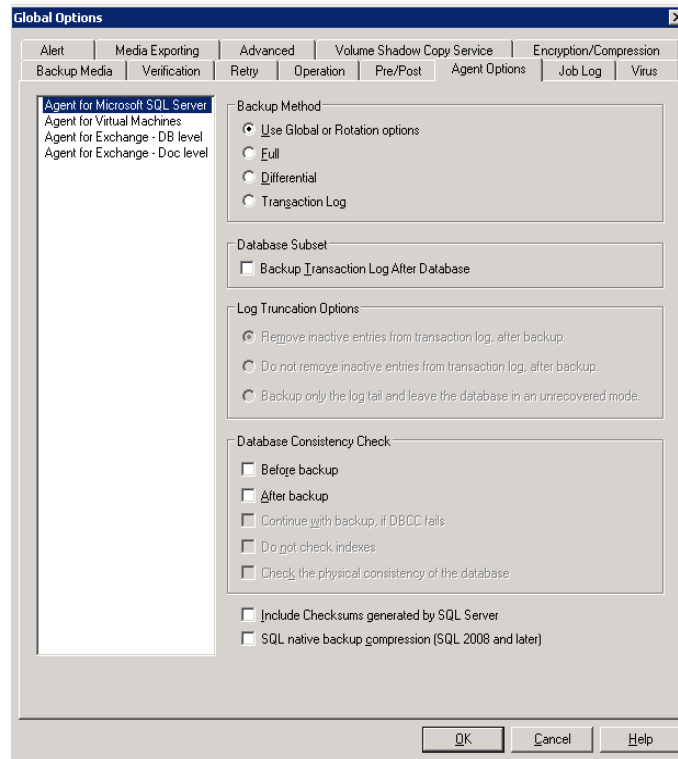 Global Options
Alert
Media Exporting
Advanced
Volume Shadow Copy Service
Encryption/Compression
Backup Media
Verification
Retry
Operation
Pre/Post
Agent Options
Job Log
Virus
Agent for Microsoft SQL Server
Agent for Virtual Machines
Agent for Exchange - DB level
Agent for Exchange - Doc level
Backup Method
Use Global or Rotation options
Full
Differential
Transaction Log
Database Subset
Backup Transaction Log After Database
Log Truncation Options
Remove inactive entries from transaction log, after backup.
Do not remove inactive entries from transaction log, after backup.
Backup only the log tail and leave the database in an unrecovered mode.
Database Consistency Check
Before backup
After backup
Continue with backup, if DBCC fails
Do not check indexes
Check the physical consistency of the database
Include Checksums generated by SQL Server
SQL native backup compression (SQL 2008 and later)
OK
Cancel
Help